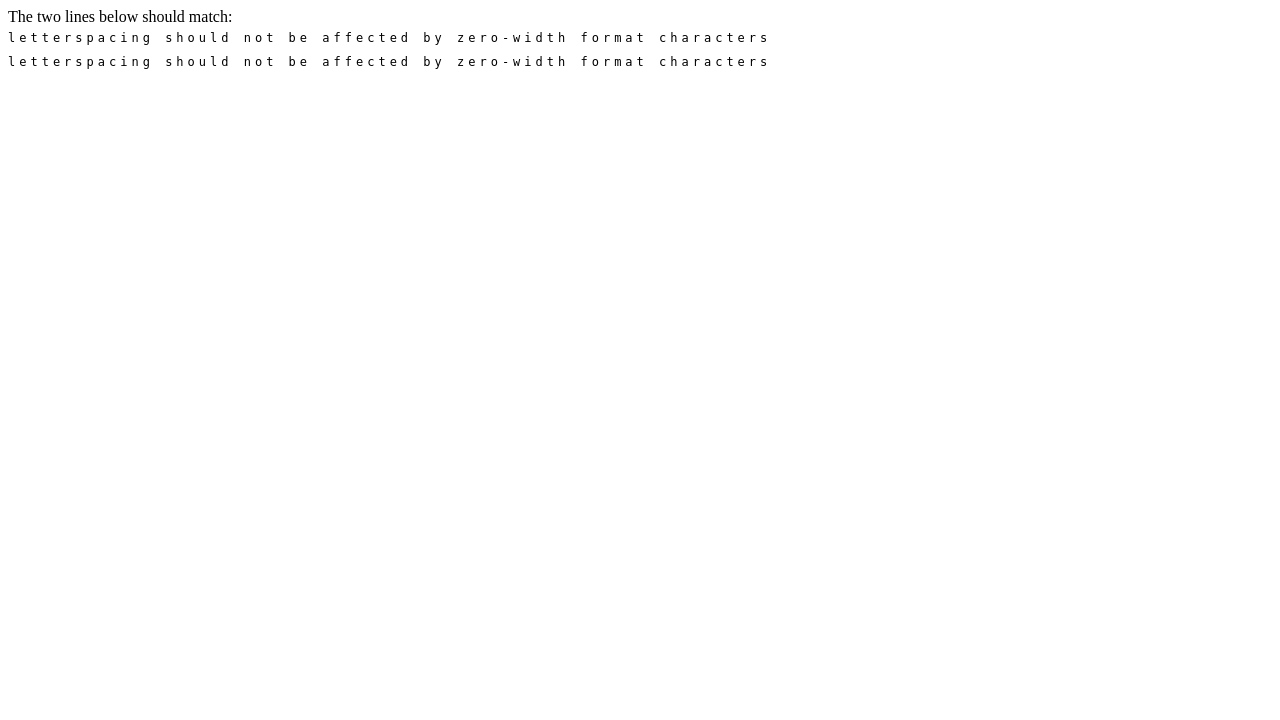 The two lines below should match:
letterspacing should not be affected by zero-width format characters
letterspacing should not be affected by zero-width format characters